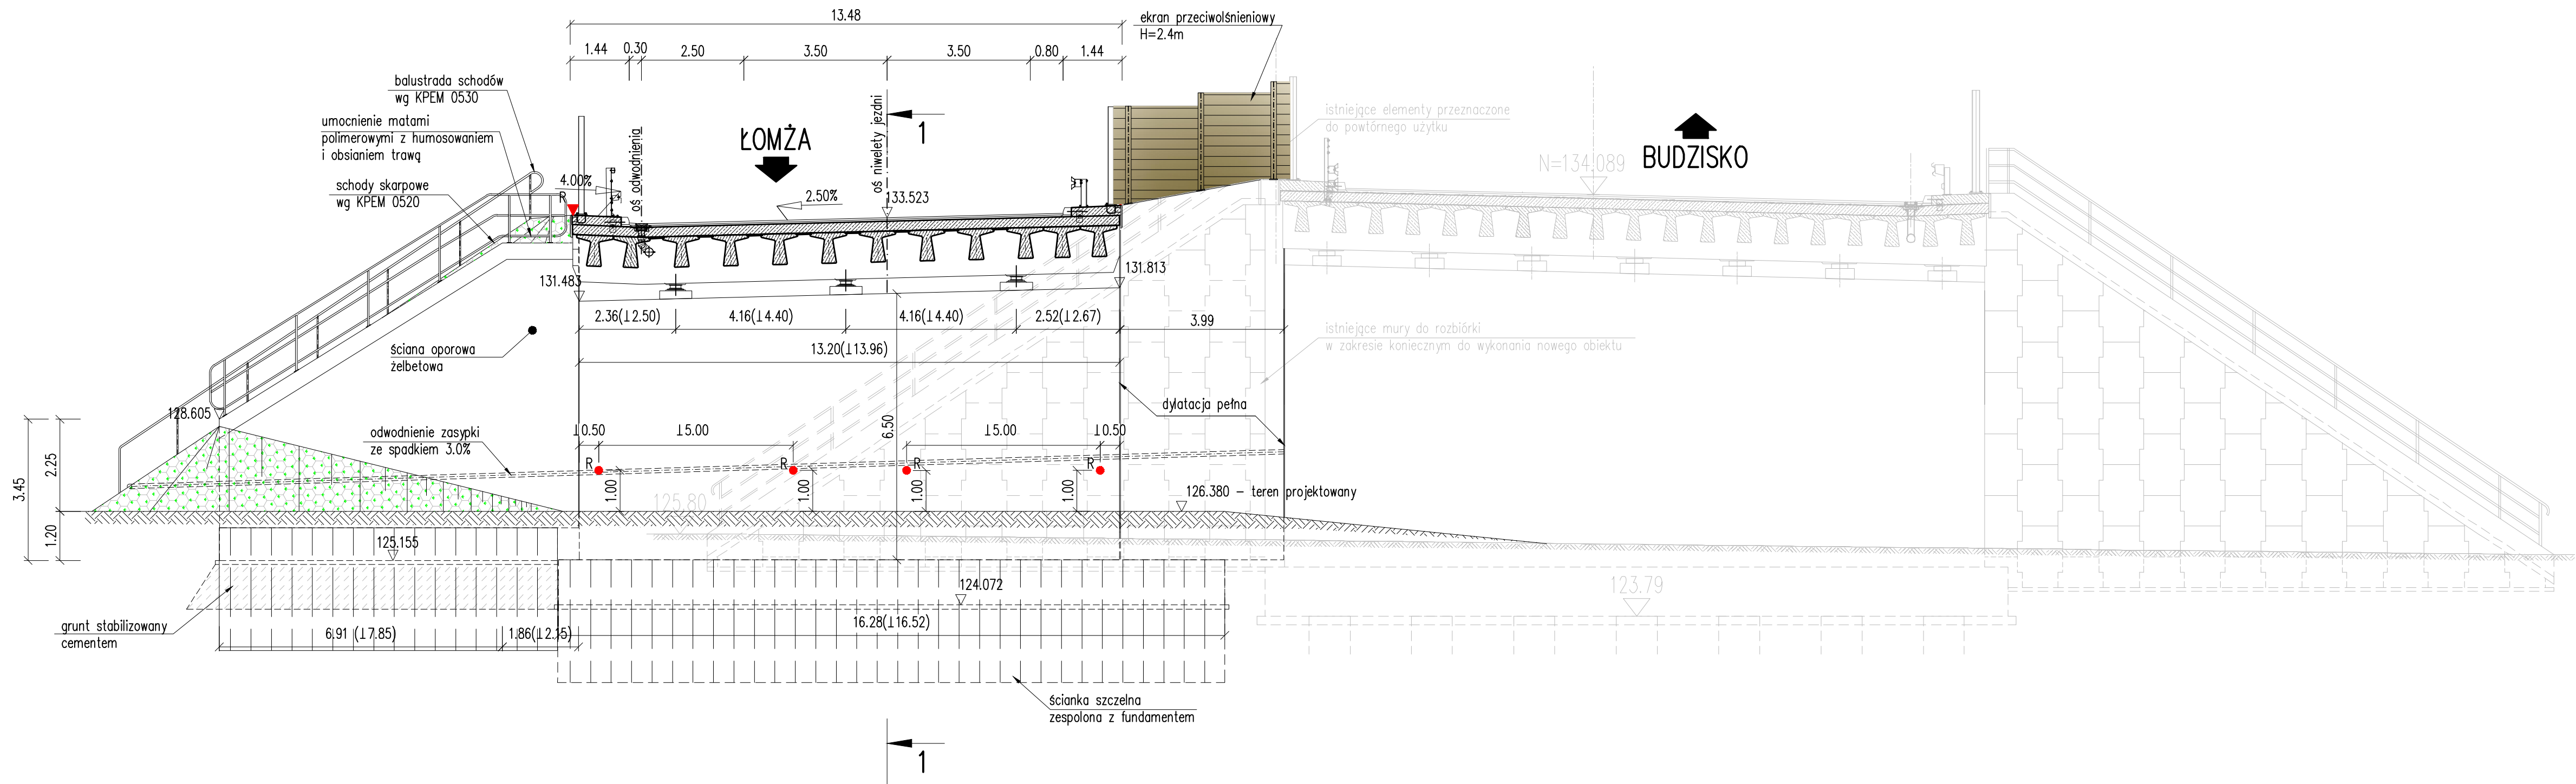 13.48
1.44 0.30 2.50 3.50 3.50 0.80 1.44
ekran przeciwolśnieniowy
H=2.4m
balustrada schodów
wg KPEM 0530
umocnienie matami
polimerowymi z humosowaniem
i obsianiem trawą
schody skarpowe
wg KPEM 0520
R
4.00%
oś odwodnienia
ŁOMŻA
2.50%
oś niwelety jezdni
133.523
1
istniejące elementy przeznaczone
do powtórnego użytku
N=134.089
BUDZISKO
131.483
131.813
2.36(⊥2.50) 4.16(⊥4.40) 4.16(⊥4.40) 2.52(⊥2.67) 3.99
13.20(⊥13.96)
ściana oporowa
żelbetowa
istniejące mury do rozbiórki
w zakresie koniecznym do wykonania nowego obiektu
128.605
dylatacja pełna
6.50
odwodnienie zasypki
ze spadkiem 3.0%
⊥0.50 ⊥5.00 ⊥5.00 ⊥0.50
R R R R
1.00 1.00 1.00 1.00
3.45
2.25
1.20
125.80
126.380 – teren projektowany
125.155
124.072
123.79
grunt stabilizowany
cementem
6.91 (⊥7.85) 1.86(⊥2.15)
16.28(⊥16.52)
ścianka szczelna
zespolona z fundamentem
1